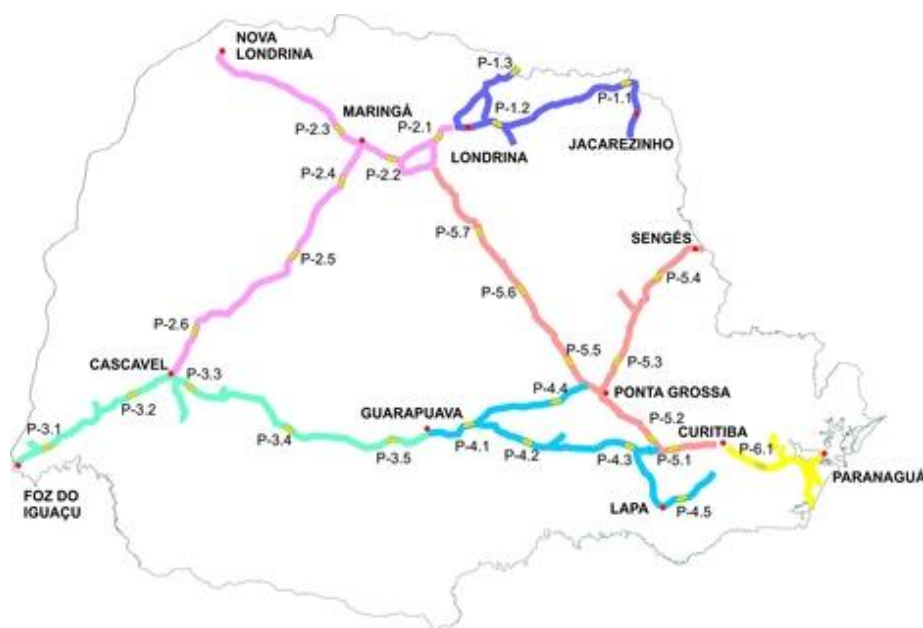 NOVA
LONDRINA
P-1.3
P-1.2
P-1.1
MARINGÁ
P-2.3
P-2.1
LONDRINA
JACAREZINHO
P-2.4
P-2.2
P-5.7
SENGÉS
P-2.5
P-5.4
P-5.6
P-2.6
CASCAVEL
P-3.3
P-5.5
P-5.3
P-4.4
PONTA GROSSA
P-3.2
GUARAPUAVA
P-5.2
CURITIBA
P-3.1
P-3.4
P-3.5
P-4.1
P-4.2
P-4.3
P-5.1
P-6.1
PARANAGUÁ
FOZ DO
IGUAÇU
LAPA
P-4.5